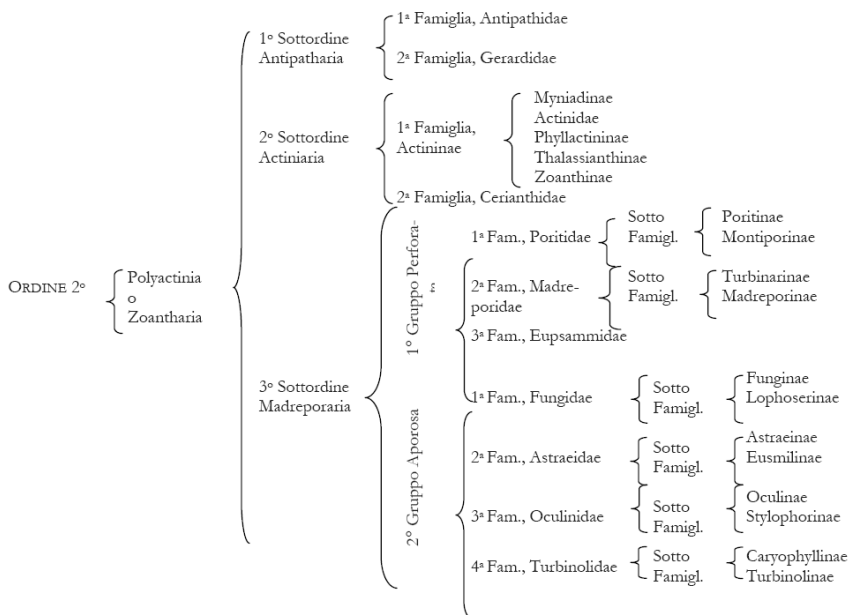 ORDINE 2º
Polyactinia
o
Zoantharia
1º Sottordine
Antipatharia
1ª Famiglia, Antipathidae
2ª Famiglia, Gerardidae
2º Sottordine
Actiniaria
1ª Famiglia,
Actininae
Myniadinae
Actinidae
Phyllactininae
Thalassianthinae
Zoanthinae
2ª Famiglia, Cerianthidae
3º Sottordine
Madreporaria
1° Gruppo Perfora-
1ª Fam., Poritidae
Sotto
Famigl.
Poritinae
Montiporinae
2ª Fam., Madre-
poridae
Sotto
Famigl.
Turbinarinae
Madreporinae
3ª Fam., Eupsammidae
2° Gruppo Aporosa
1ª Fam., Fungidae
Sotto
Famigl.
Funginae
Lophoserinae
2ª Fam., Astraeidae
Sotto
Famigl.
Astraeinae
Eusmilinae
3ª Fam., Oculinidae
Sotto
Famigl.
Oculinae
Stylophorinae
4ª Fam., Turbinolidae
Sotto
Famigl.
Caryophyllinae
Turbinolinae